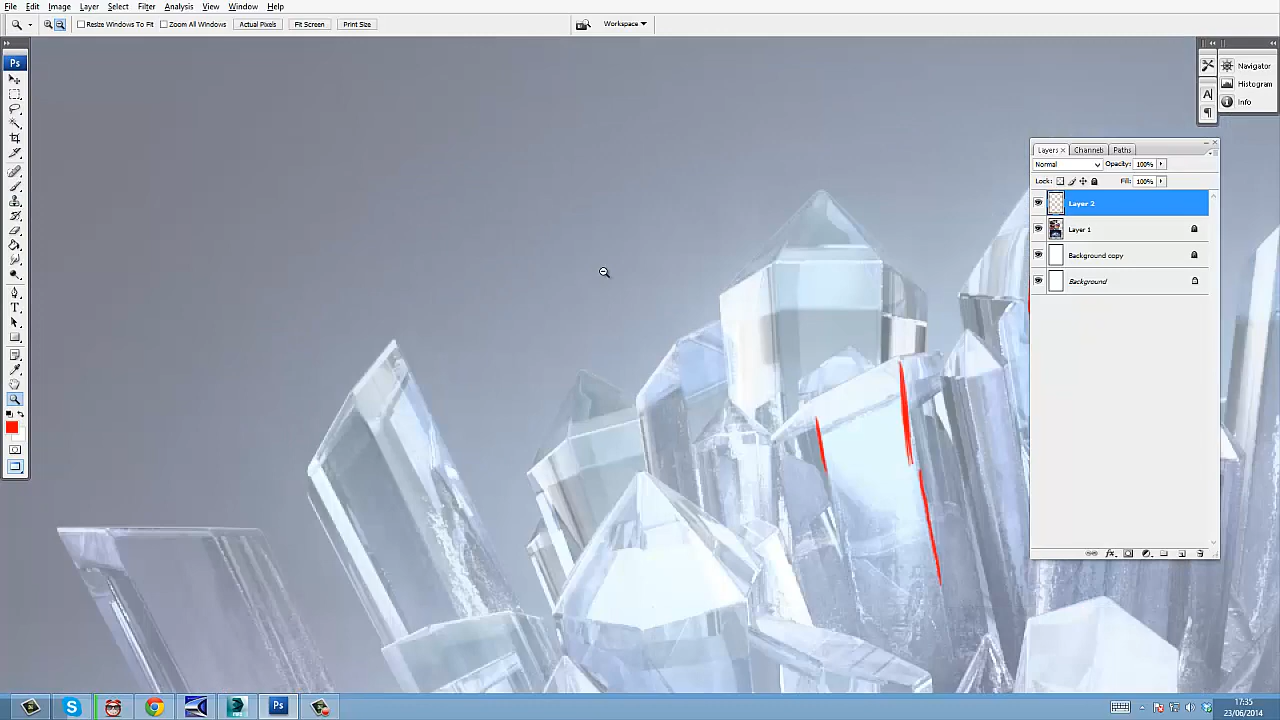 File Edit Image Layer Select Filter Analysis View Window Help
Resize Windows To Fit Zoom All Windows Actual Pixels Fit Screen Print Size Workspace
Ps
Navigator
Histogram
Info
Layers Channels Paths
Normal Opacity: 100%
Lock: Fill: 100%
Layer 2
Layer 1
Background copy
Background
Ps
17:35
23/06/2014